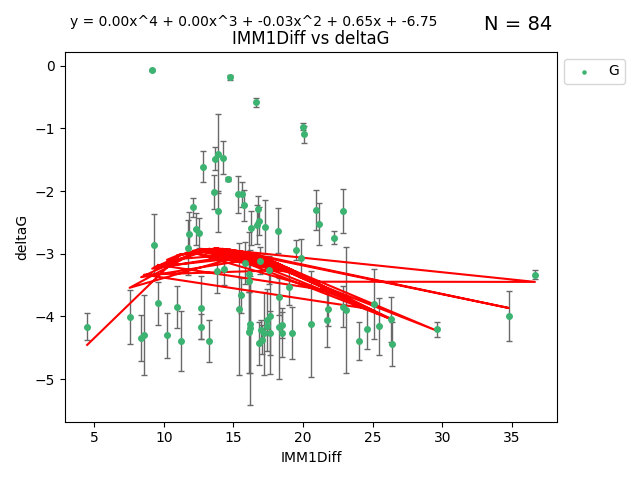 y = 0.00x^4 + 0.00x^3 + -0.03x^2 + 0.65x + -6.75
N = 84
IMM1Diff vs deltaG
G
deltaG
0
−1
−2
−3
−4
−5
5 10 15 20 25 30 35
IMM1Diff